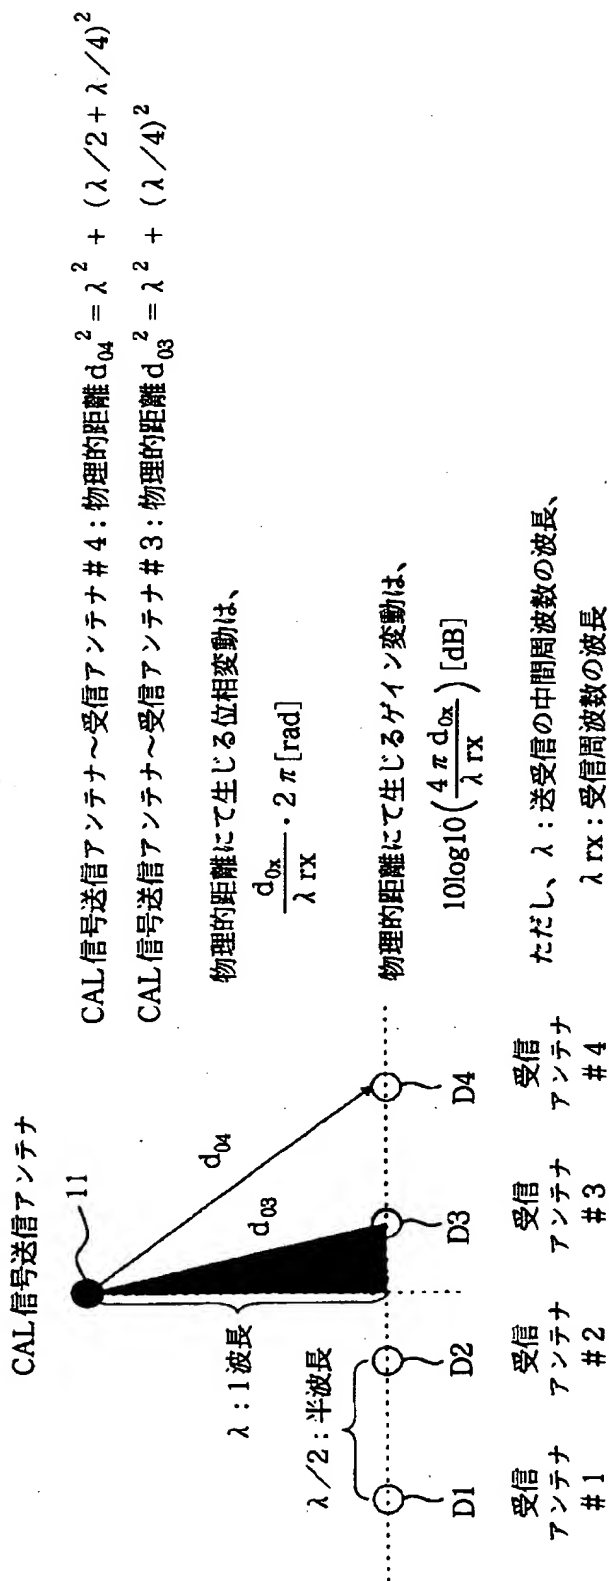 CAL信号送信アンテナ
11
d04
d03
λ:1波長
λ/2:半波長
D1
D2
D3
D4
受信
アンテナ
#1
受信
アンテナ
#2
受信
アンテナ
#3
受信
アンテナ
#4
CAL信号送信アンテナ~受信アンテナ#4:物理的距離d04²=λ²+(λ/2+λ/4)²
CAL信号送信アンテナ~受信アンテナ#3:物理的距離d03²=λ²+(λ/4)²
物理的距離にて生じる位相変動は、
d0x/λrx・2π[rad]
物理的距離にて生じるゲイン変動は、
10log10(4πd0x/λrx)[dB]
ただし、λ:送受信の中間周波数の波長、
λrx:受信周波数の波長